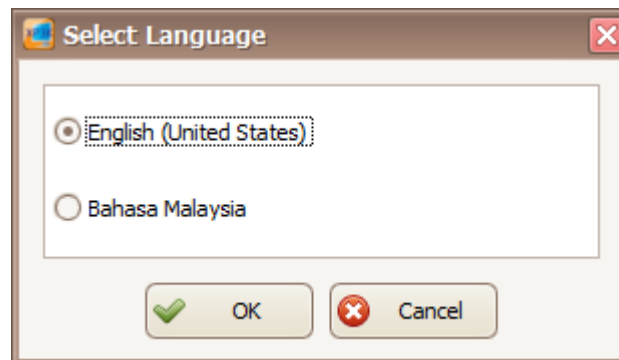 Select Language
English (United States)
Bahasa Malaysia
OK
Cancel